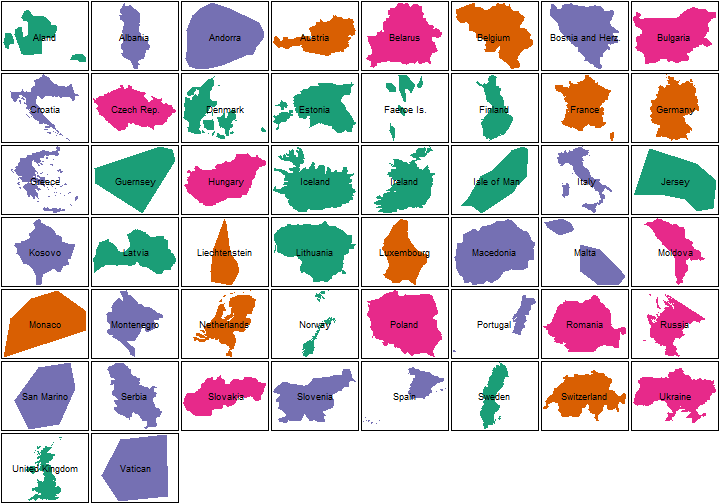 Aland
Albania
Andorra
Austria
Belarus
Belgium
Bosnia and Herz.
Bulgaria
Croatia
Czech Rep.
Denmark
Estonia
Faeroe Is.
Finland
France
Germany
Greece
Guernsey
Hungary
Iceland
Ireland
Isle of Man
Italy
Jersey
Kosovo
Latvia
Liechtenstein
Lithuania
Luxembourg
Macedonia
Malta
Moldova
Monaco
Montenegro
Netherlands
Norway
Poland
Portugal
Romania
Russia
San Marino
Serbia
Slovakia
Slovenia
Spain
Sweden
Switzerland
Ukraine
United Kingdom
Vatican